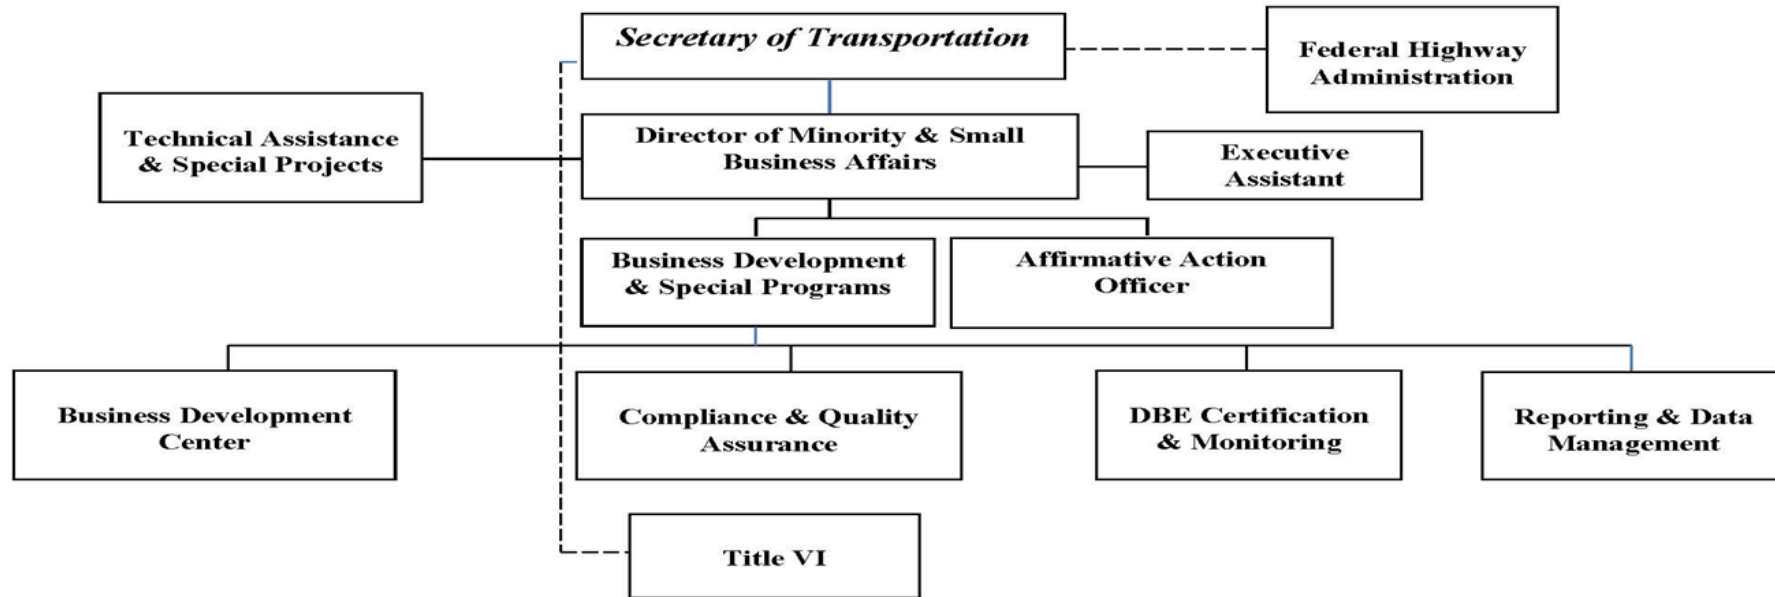 Secretary of Transportation
Federal Highway
Administration
Technical Assistance
& Special Projects
Director of Minority & Small
Business Affairs
Executive
Assistant
Business Development
& Special Programs
Affirmative Action
Officer
Business Development
Center
Compliance & Quality
Assurance
DBE Certification
& Monitoring
Reporting & Data
Management
Title VI